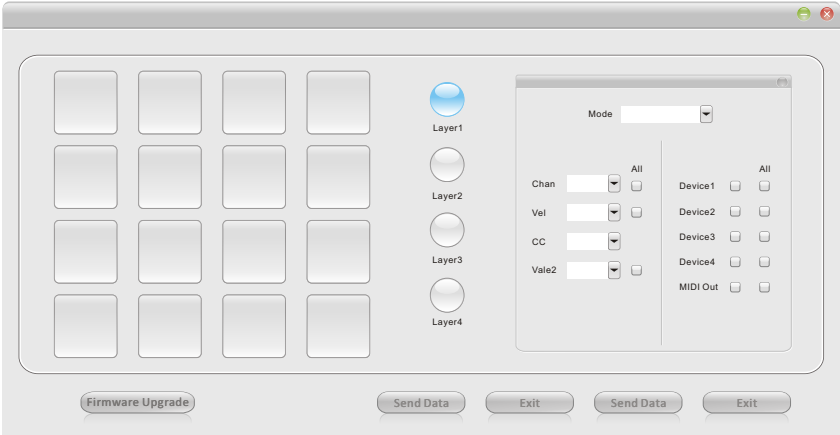 Mode
Layer1
All
All
Chan
Device1
Layer2
Vel
Device2
CC
Device3
Layer3
Vale2
Device4
MIDI Out
Layer4
Firmware Upgrade
Send Data
Exit
Send Data
Exit